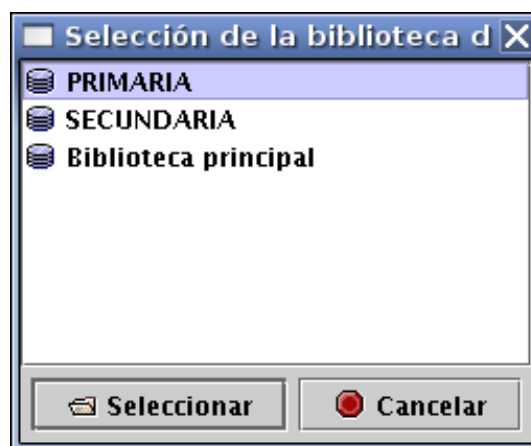 Selección de la biblioteca d
PRIMARIA
SECUNDARIA
Biblioteca principal
Seleccionar
Cancelar